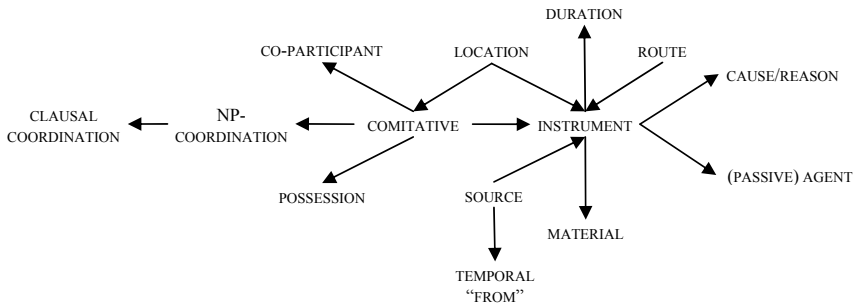 DURATION
CO-PARTICIPANT
LOCATION
ROUTE
CAUSE/REASON
CLAUSAL
COORDINATION
NP-
COORDINATION
COMITATIVE
INSTRUMENT
POSSESSION
SOURCE
(PASSIVE) AGENT
MATERIAL
TEMPORAL
“FROM”